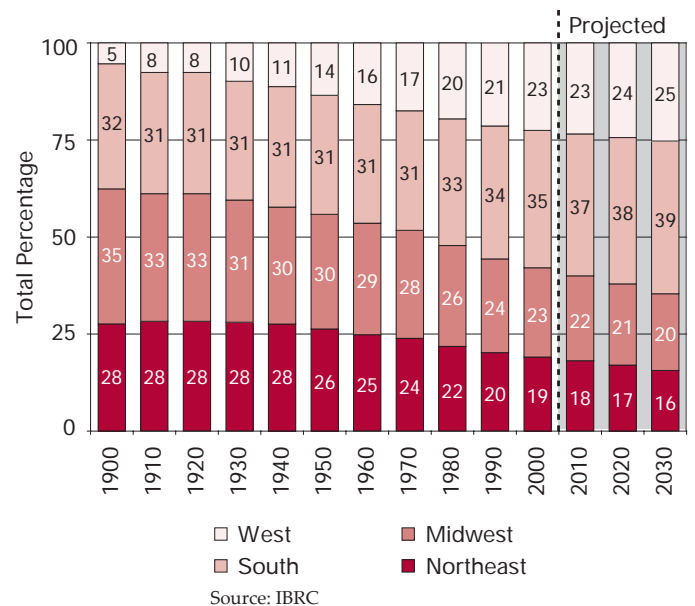 Projected
Total Percentage
100
75
50
25
0
5 8 8 10 11 14 16 17 20 21 23 23 24 25
32 31 31 31 31 31 31 31 33 34 35 37 38 39
35 33 33 31 30 30 29 28 26 24 23 22 21 20
28 28 28 28 28 26 25 24 22 20 19 18 17 16
1900 1910 1920 1930 1940 1950 1960 1970 1980 1990 2000 2010 2020 2030
West Midwest
South Northeast
Source: IBRC